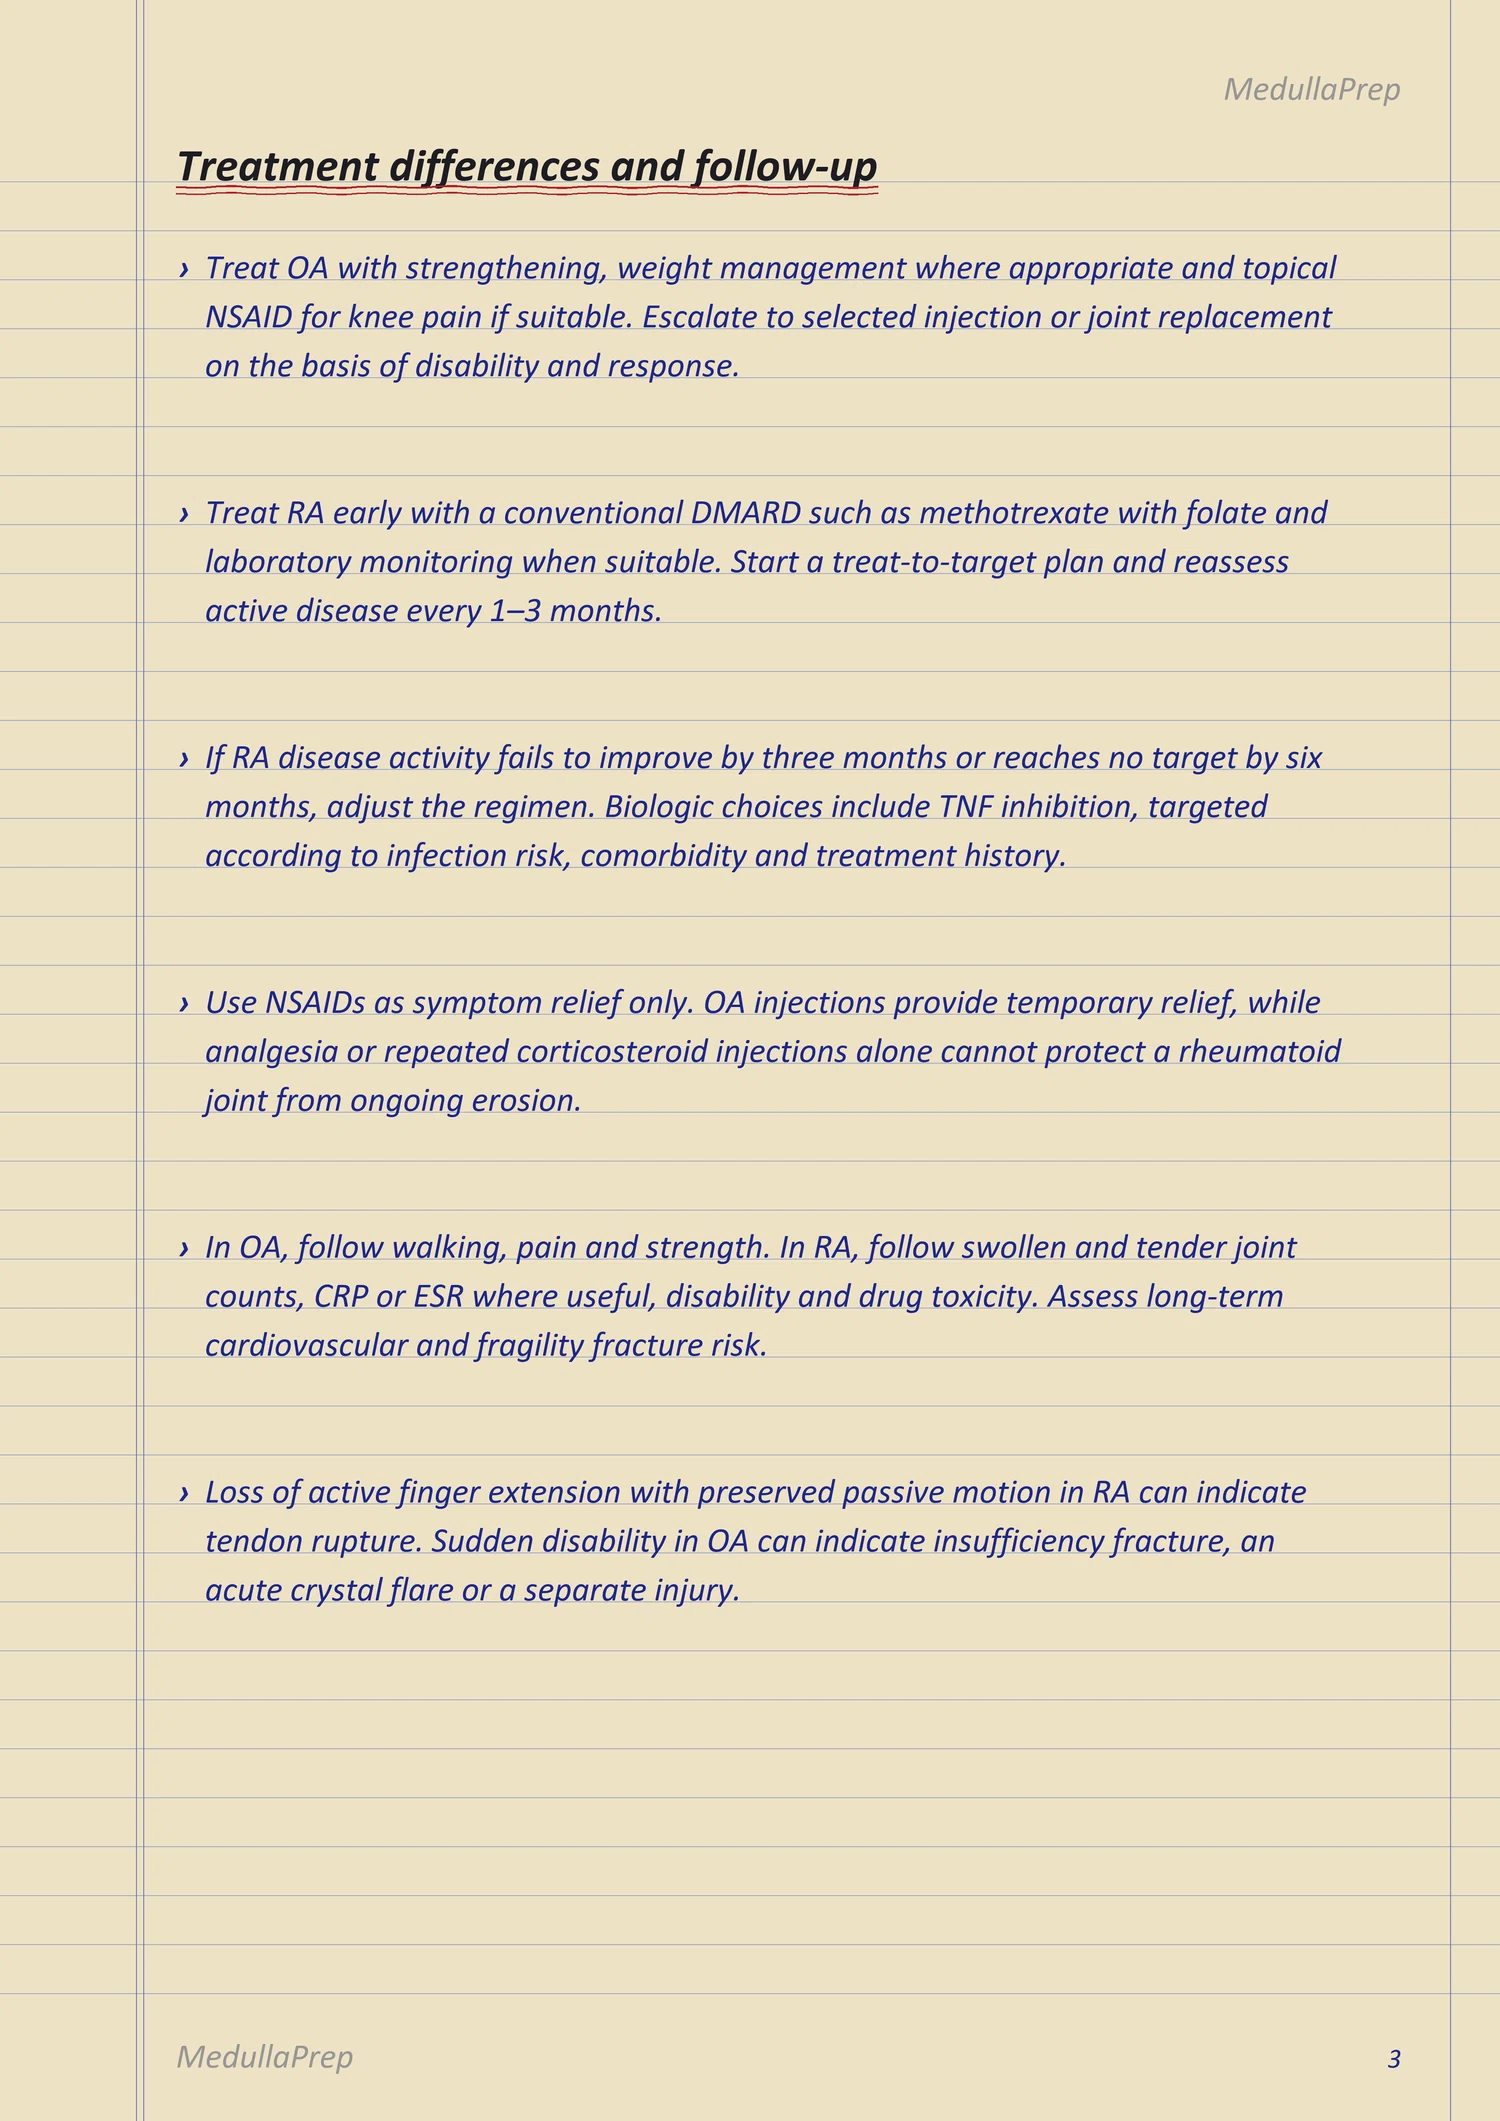 MedullaPrep
Treatment differences and follow-up
› Treat OA with strengthening, weight management where appropriate and topical
NSAID for knee pain if suitable. Escalate to selected injection or joint replacement
on the basis of disability and response.
› Treat RA early with a conventional DMARD such as methotrexate with folate and
laboratory monitoring when suitable. Start a treat-to-target plan and reassess
active disease every 1–3 months.
› If RA disease activity fails to improve by three months or reaches no target by six
months, adjust the regimen. Biologic choices include TNF inhibition, targeted
according to infection risk, comorbidity and treatment history.
› Use NSAIDs as symptom relief only. OA injections provide temporary relief, while
analgesia or repeated corticosteroid injections alone cannot protect a rheumatoid
joint from ongoing erosion.
› In OA, follow walking, pain and strength. In RA, follow swollen and tender joint
counts, CRP or ESR where useful, disability and drug toxicity. Assess long-term
cardiovascular and fragility fracture risk.
› Loss of active finger extension with preserved passive motion in RA can indicate
tendon rupture. Sudden disability in OA can indicate insufficiency fracture, an
acute crystal flare or a separate injury.
MedullaPrep
3